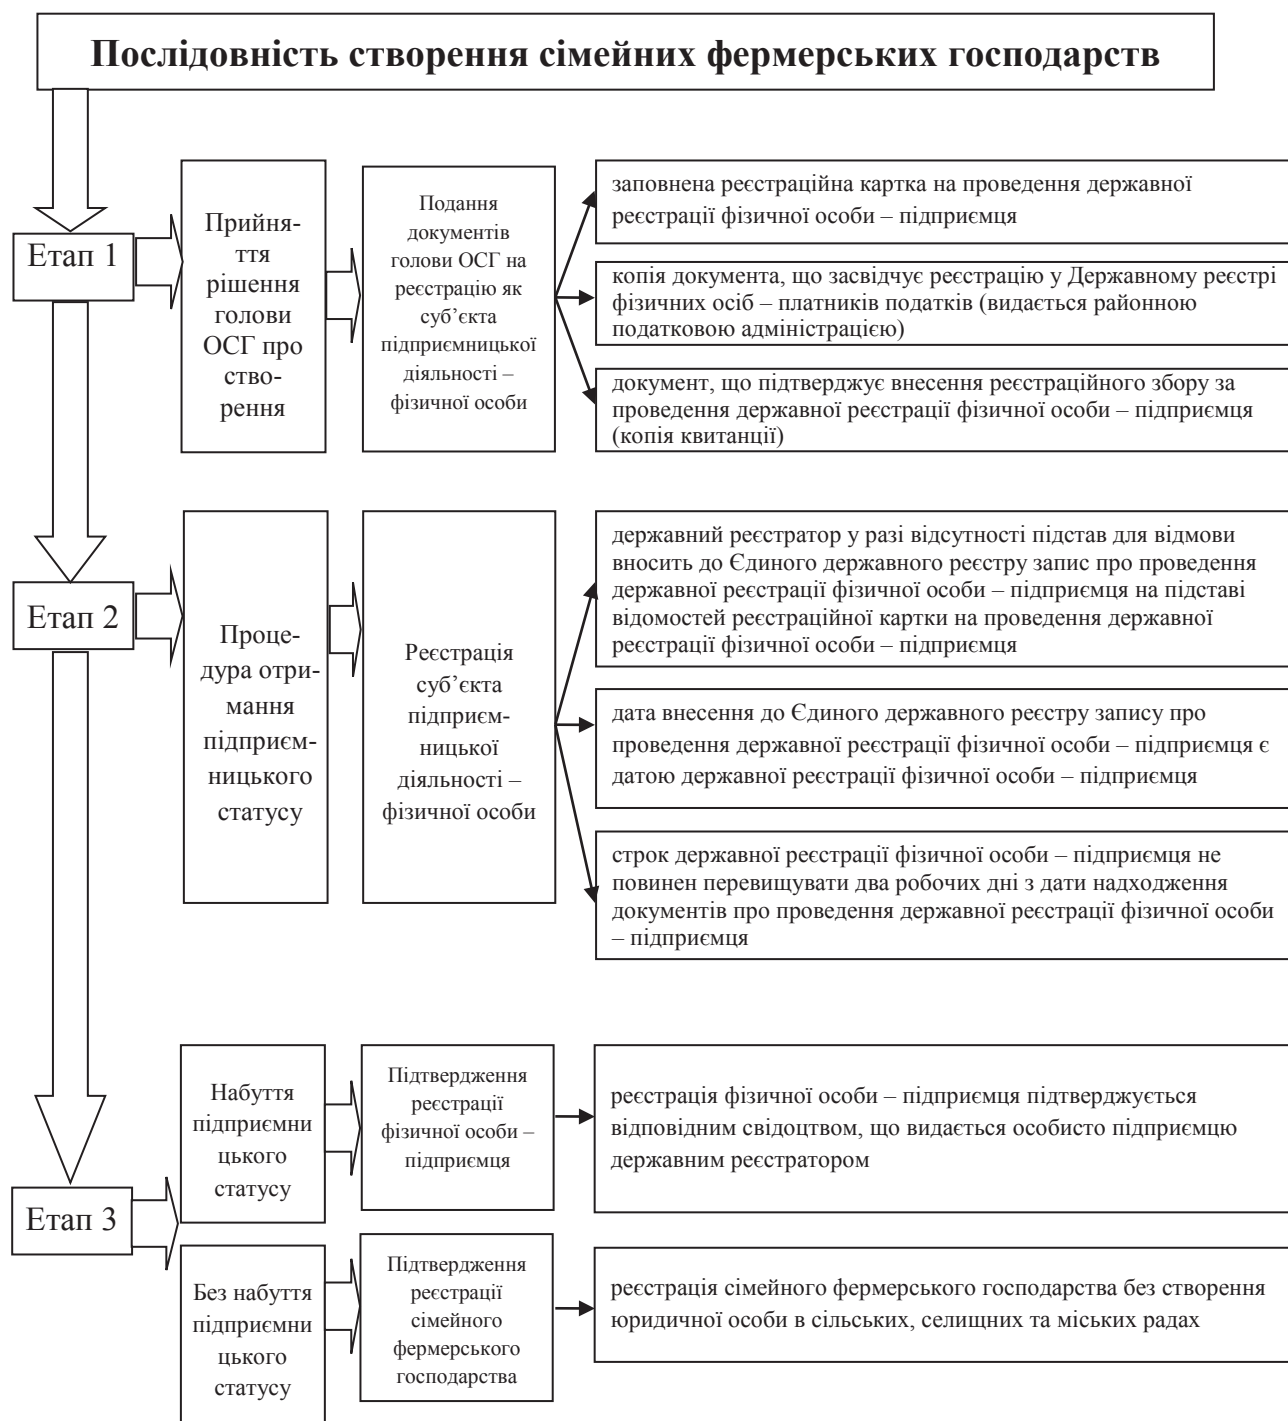 Послідовність створення сімейних фермерських господарств
Етап 1
Прийня-
ття
рішення
голови
ОСГ про
ство-
рення
Подання
документів
голови ОСГ на
реєстрацію як
суб’єкта
підприємницької
діяльності –
фізичної особи
заповнена реєстраційна картка на проведення державної
реєстрації фізичної особи – підприємця
копія документа, що засвідчує реєстрацію у Державному реєстрі
фізичних осіб – платників податків (видається районною
податковою адміністрацією)
документ, що підтверджує внесення реєстраційного збору за
проведення державної реєстрації фізичної особи – підприємця
(копія квитанції)
Етап 2
Проце-
дура отри-
мання
підприєм-
ницького
статусу
Реєстрація
суб’єкта
підприєм-
ницької
діяльності –
фізичної особи
державний реєстратор у разі відсутності підстав для відмови
вносить до Єдиного державного реєстру запис про проведення
державної реєстрації фізичної особи – підприємця на підставі
відомостей реєстраційної картки на проведення державної
реєстрації фізичної особи – підприємця
дата внесення до Єдиного державного реєстру запису про
проведення державної реєстрації фізичної особи – підприємця є
датою державної реєстрації фізичної особи – підприємця
строк державної реєстрації фізичної особи – підприємця не
повинен перевищувати два робочих дні з дати надходження
документів про проведення державної реєстрації фізичної особи
– підприємця
Етап 3
Набуття
підприємни
цького
статусу
Підтвердження
реєстрації
фізичної особи –
підприємця
реєстрація фізичної особи – підприємця підтверджується
відповідним свідоцтвом, що видається особисто підприємцю
державним реєстратором
Без набуття
підприємни
цького
статусу
Підтвердження
реєстрації
сімейного
фермерського
господарства
реєстрація сімейного фермерського господарства без створення
юридичної особи в сільських, селищних та міських радах